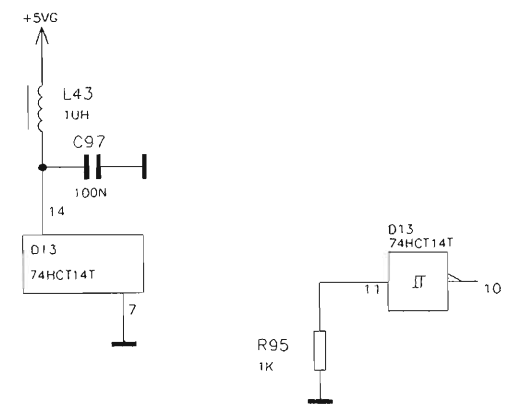 +5VG
L43
1UH
C97
100N
14
D13
74HCT14T
7
D13
74HCT14T
11
10
R95
1K